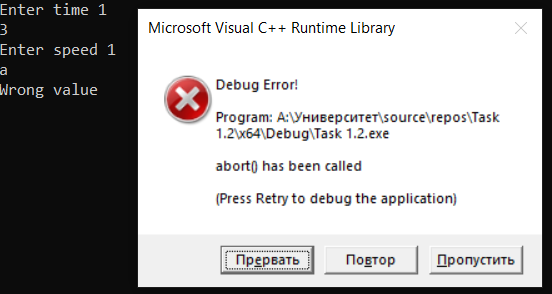 Enter time 1
3
Enter speed 1
a
Wrong value
Microsoft Visual C++ Runtime Library
Debug Error!
Program: A:\Университет\source\repos\Task
1.2\x64\Debug\Task 1.2.exe
abort() has been called
(Press Retry to debug the application)
Прервать
Повтор
Пропустить